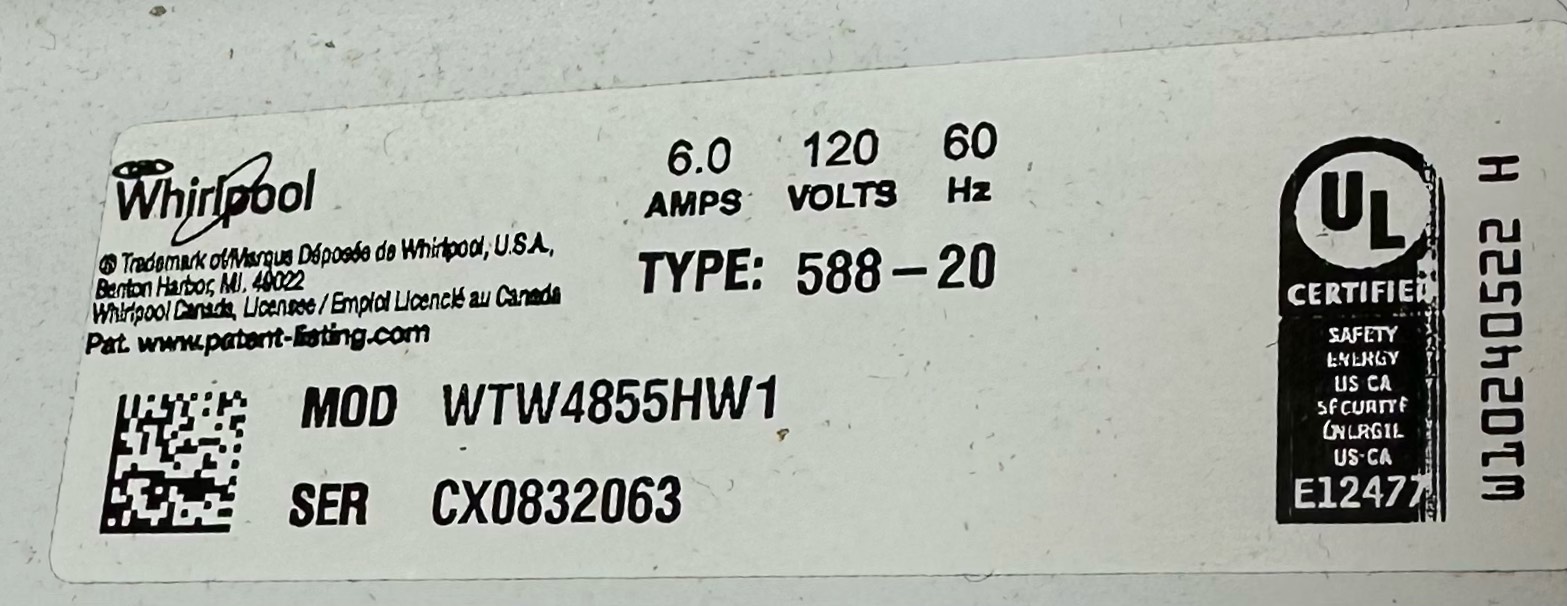 Whirlpool
® Trademark of/Marque Déposée de Whirlpool, U.S.A.,
Benton Harbor, MI. 49022
Whirlpool Canada, Licensee / Emploi Licencié au Canada
Pat. www.patent-listing.com
6.0 120 60
AMPS VOLTS Hz
TYPE: 588-20
MOD WTW4855HW1
SER CX0832063
UL
CERTIFIED
SAFETY
ENERGY
US CA
SÉCURITÉ
ÉNERGIE
US-CA
E12477
W10240522 H